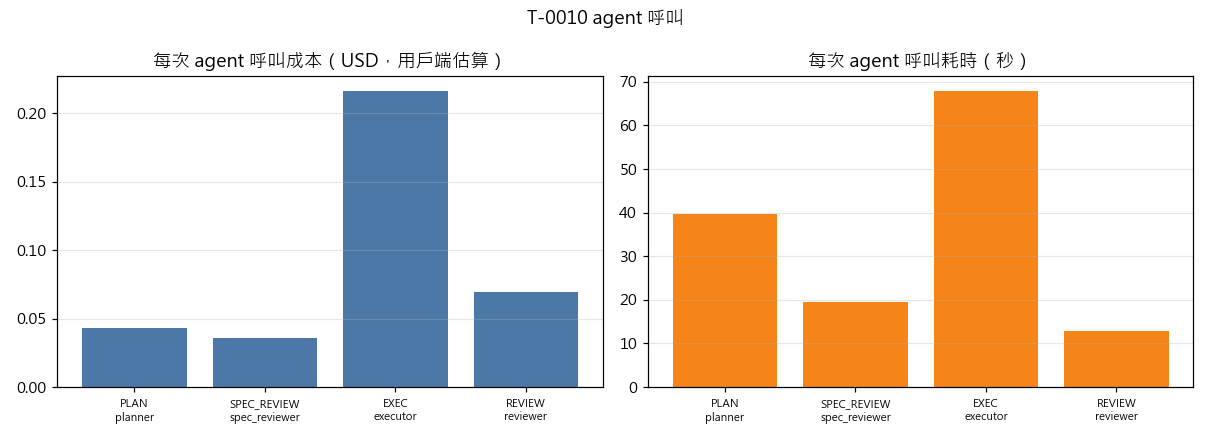 T-0010 agent 呼叫
每次 agent 呼叫成本（USD，用戶端估算）
0.20
0.15
0.10
0.05
0.00
PLAN
planner
SPEC_REVIEW
spec_reviewer
EXEC
executor
REVIEW
reviewer
每次 agent 呼叫耗時（秒）
70
60
50
40
30
20
10
0
PLAN
planner
SPEC_REVIEW
spec_reviewer
EXEC
executor
REVIEW
reviewer